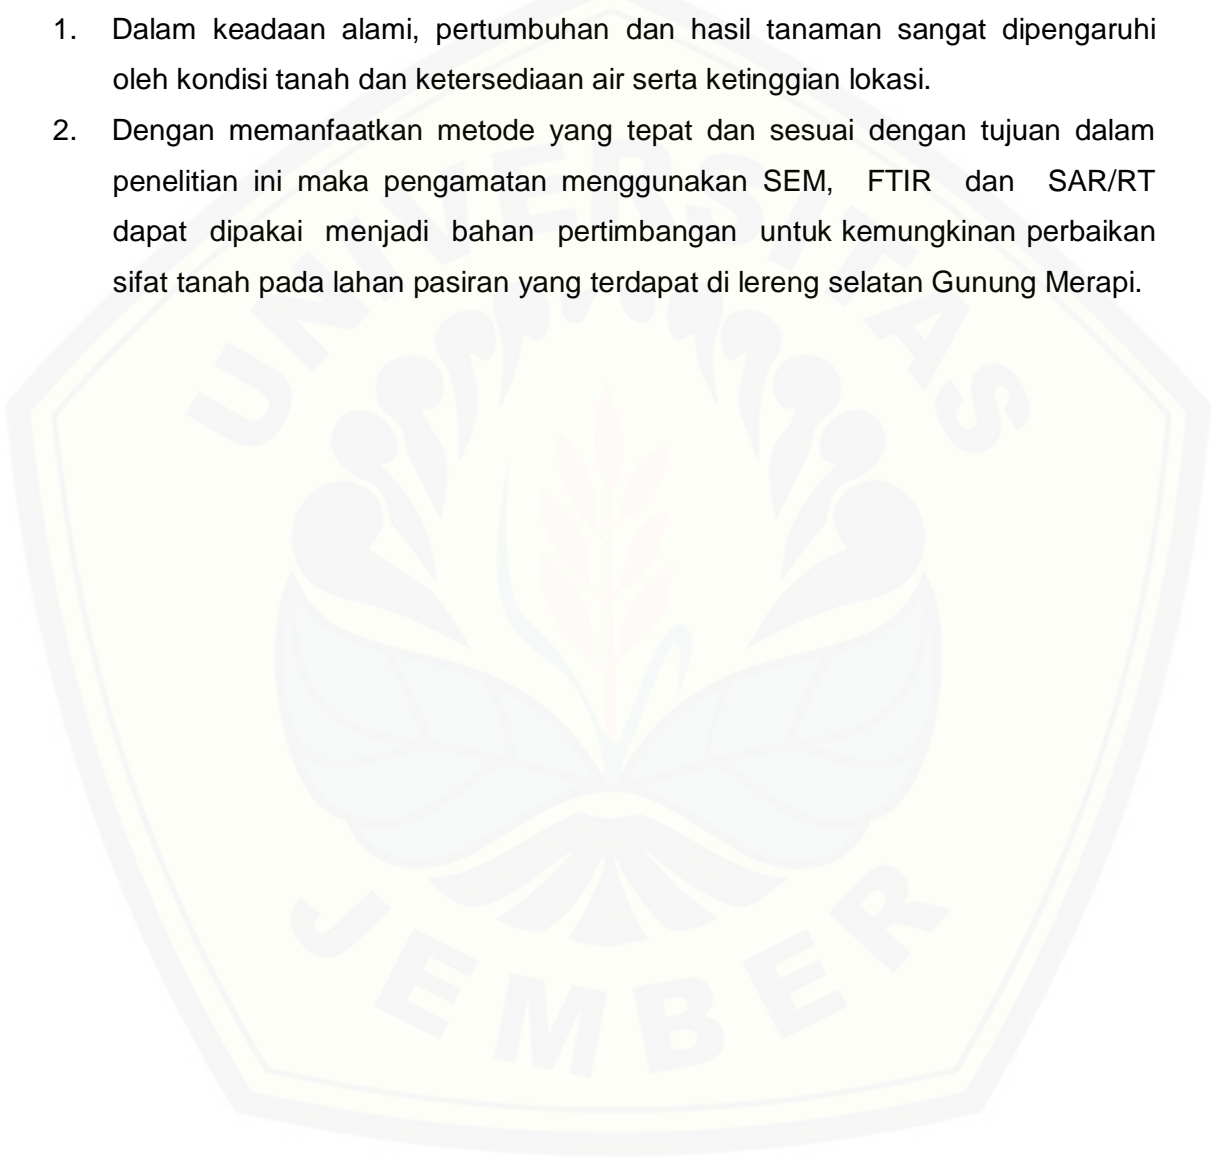 1. Dalam keadaan alami, pertumbuhan dan hasil tanaman sangat dipengaruhi
oleh kondisi tanah dan ketersediaan air serta ketinggian lokasi.
2. Dengan memanfaatkan metode yang tepat dan sesuai dengan tujuan dalam
penelitian ini maka pengamatan menggunakan SEM, FTIR dan SAR/RT
dapat dipakai menjadi bahan pertimbangan untuk kemungkinan perbaikan
sifat tanah pada lahan pasiran yang terdapat di lereng selatan Gunung Merapi.
UNIVERSITAS
JEMBER